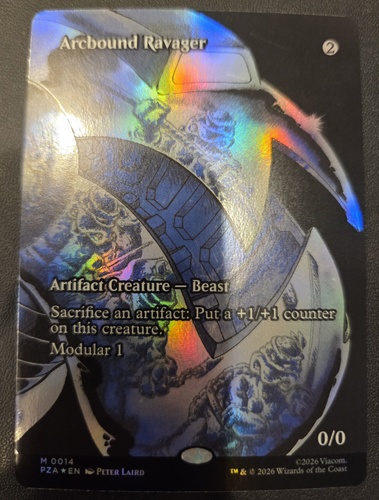 Arcbound Ravager
2
Artifact Creature — Beast
Sacrifice an artifact: Put a +1/+1 counter
on this creature.
Modular 1
0/0
M 0014
PZA ★ EN Peter Laird
©2026 Viacom.
™ & © 2026 Wizards of the Coast